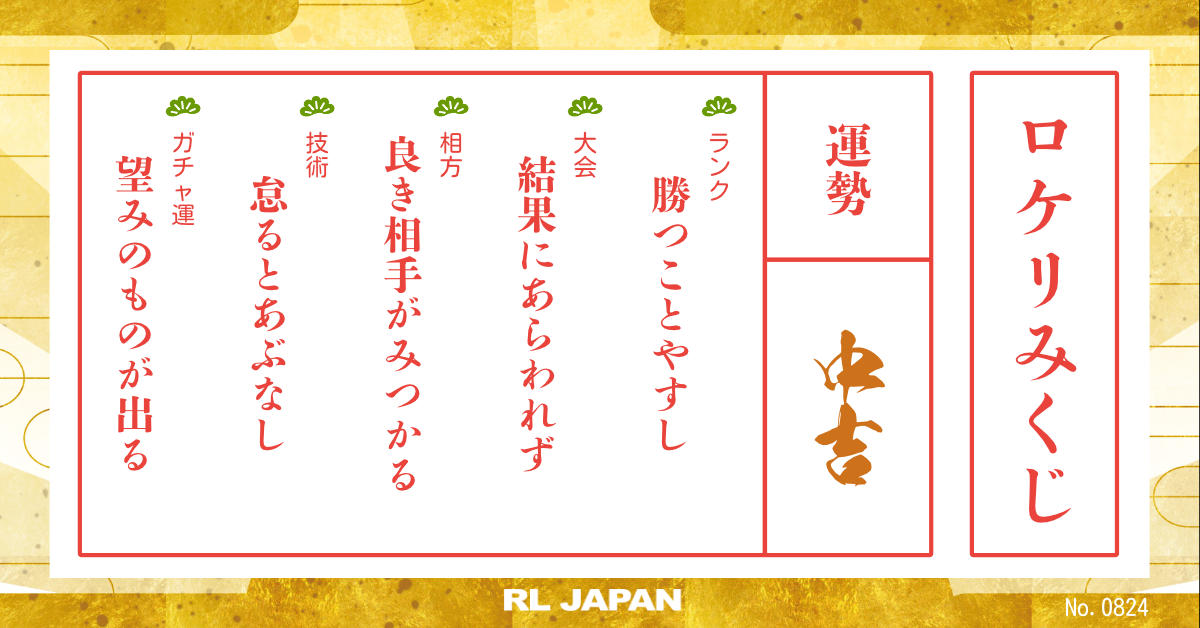 ロケリみくじ
運勢
中吉
ランク
勝つことやすし
大会
結果にあらわれず
相方
良き相手がみつかる
技術
怠るとあぶなし
ガチャ運
望みのものが出る
RL JAPAN
No. 0824